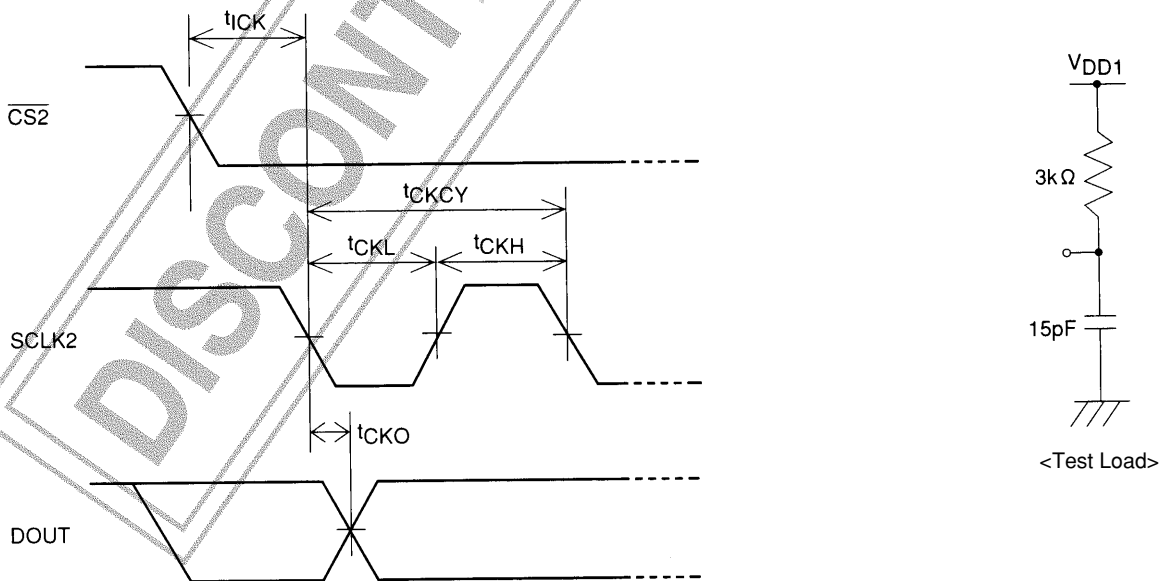 tICK
CS2
tCKCY
tCKL
tCKH
SCLK2
tCKO
DOUT
VDD1
3kΩ
15pF
<Test Load>
DISCONT